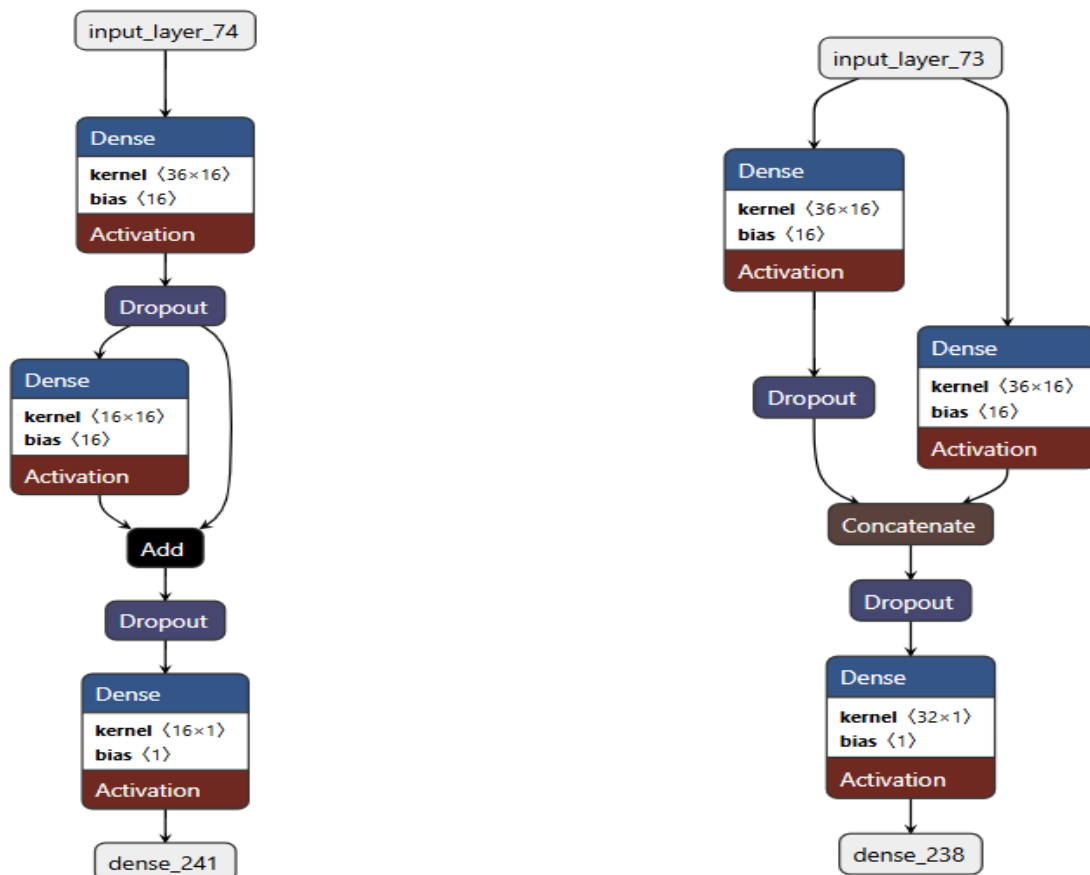 input_layer_74
Dense
kernel〈36×16〉
bias〈16〉
Activation
Dropout
Dense
kernel〈16×16〉
bias〈16〉
Activation
Add
Dropout
Dense
kernel〈16×1〉
bias〈1〉
Activation
dense_241
input_layer_73
Dense
kernel〈36×16〉
bias〈16〉
Activation
Dropout
Dense
kernel〈36×16〉
bias〈16〉
Activation
Concatenate
Dropout
Dense
kernel〈32×1〉
bias〈1〉
Activation
dense_238